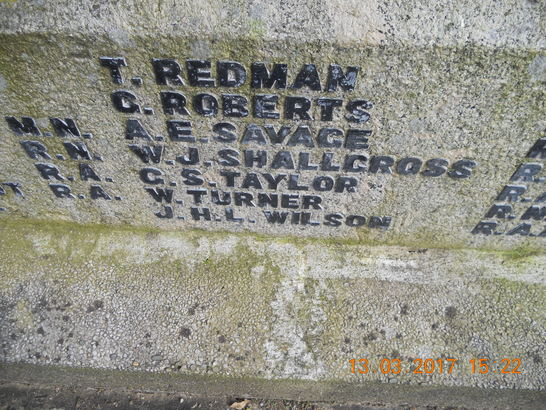 T. REDMAN
C. ROBERTS
M.N. A.E. SAVAGE
R.N. W.J. SHALLCROSS
R.A. C.S. TAYLOR
R.A. W. TURNER
J.H.L. WILSON
13 03 2017 15 22